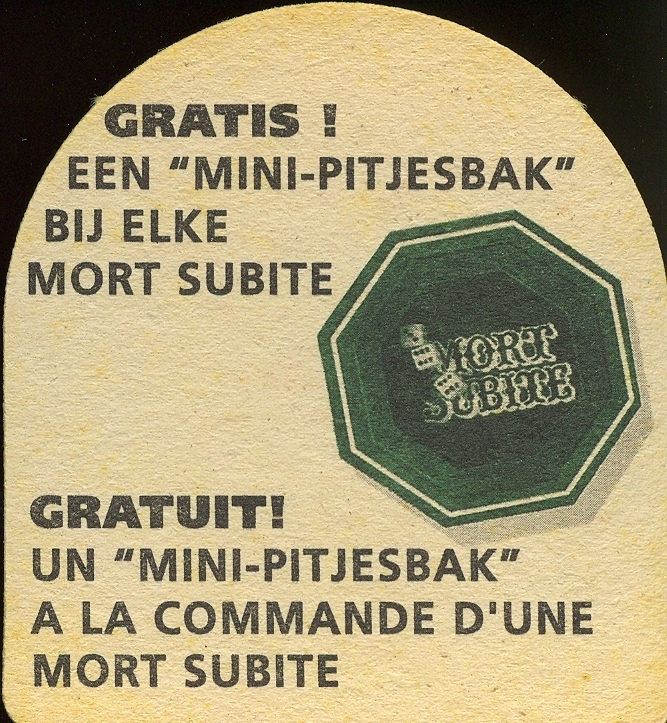 GRATIS !
EEN "MINI-PITJESBAK"
BIJ ELKE
MORT SUBITE
MORT
SUBITE
GRATUIT!
UN "MINI-PITJESBAK"
A LA COMMANDE D'UNE
MORT SUBITE